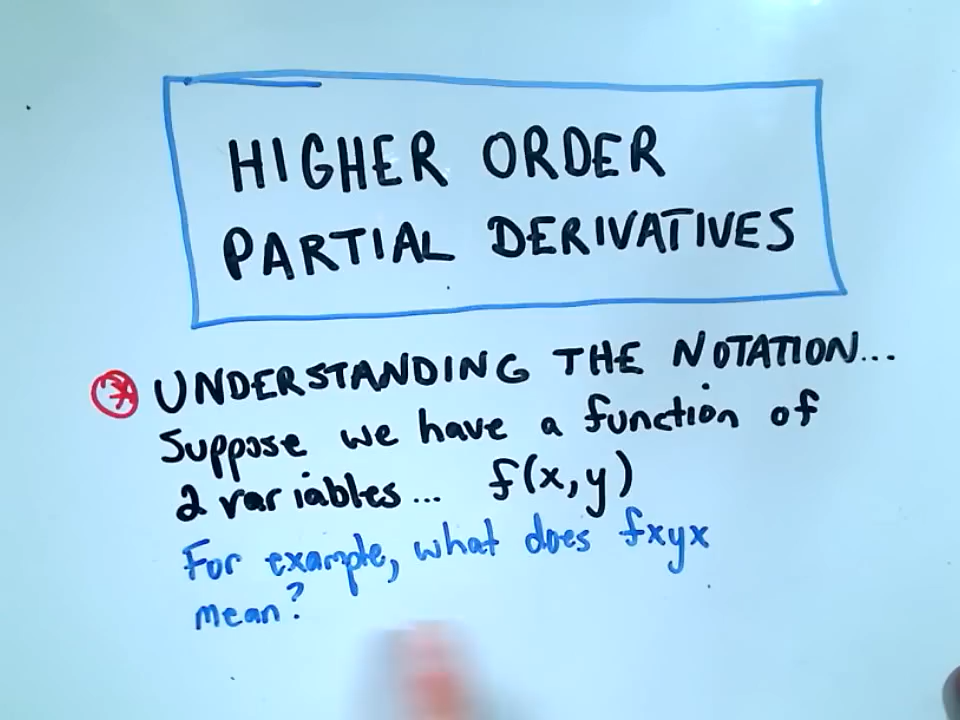 HIGHER ORDER
PARTIAL DERIVATIVES
UNDERSTANDING THE NOTATION...
Suppose we have a function of
2 variables... f(x,y)
For example, what does fxyx
mean?